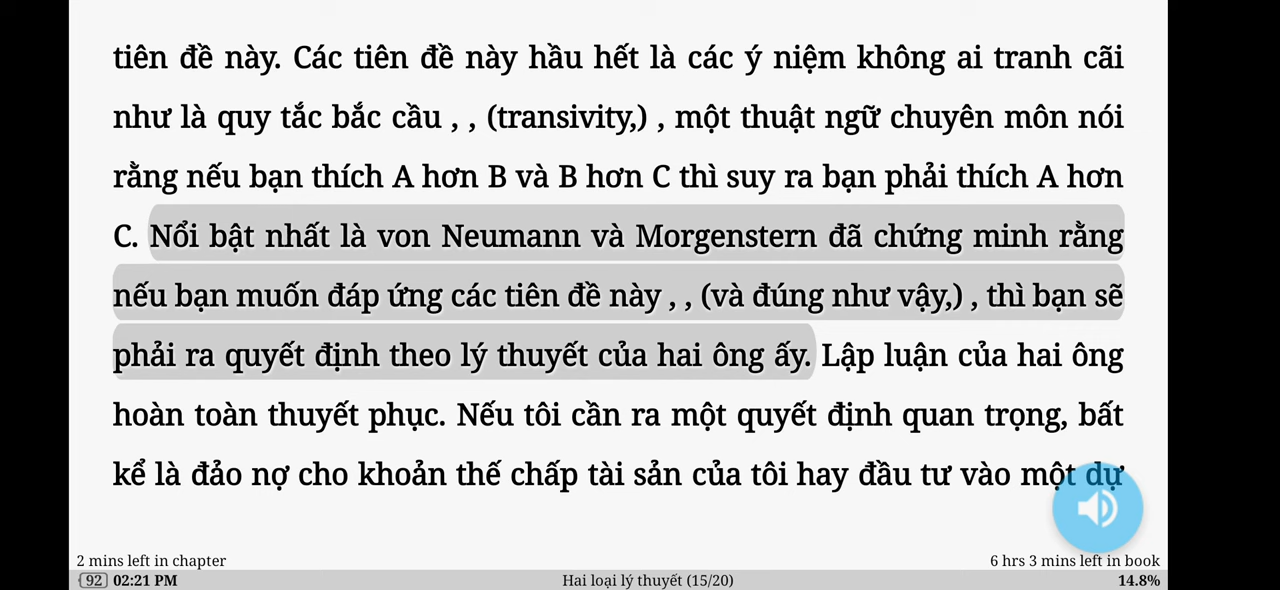 tiên đề này. Các tiên đề này hầu hết là các ý niệm không ai tranh cãi
như là quy tắc bắc cầu , , (transivity,) , một thuật ngữ chuyên môn nói
rằng nếu bạn thích A hơn B và B hơn C thì suy ra bạn phải thích A hơn
C. Nổi bật nhất là von Neumann và Morgenstern đã chứng minh rằng
nếu bạn muốn đáp ứng các tiên đề này , , (và đúng như vậy,) , thì bạn sẽ
phải ra quyết định theo lý thuyết của hai ông ấy. Lập luận của hai ông
hoàn toàn thuyết phục. Nếu tôi cần ra một quyết định quan trọng, bất
kể là đảo nợ cho khoản thế chấp tài sản của tôi hay đầu tư vào một dự
2 mins left in chapter 6 hrs 3 mins left in book
92 02:21 PM Hai loại lý thuyết (15/20) 14.8%